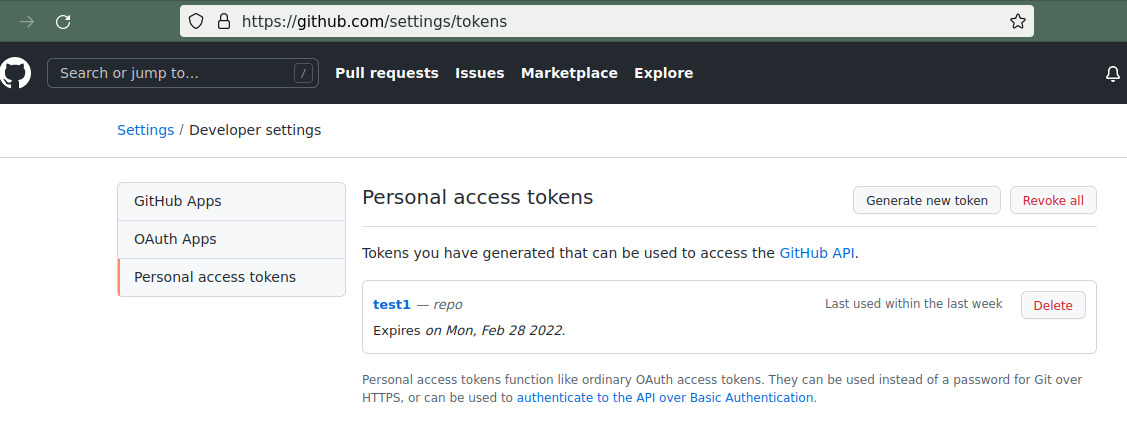 https://github.com/settings/tokens
Search or jump to… / Pull requests Issues Marketplace Explore
Settings / Developer settings
GitHub Apps
OAuth Apps
Personal access tokens
Personal access tokens Generate new token Revoke all
Tokens you have generated that can be used to access the GitHub API.
test1 — repo Last used within the last week Delete
Expires on Mon, Feb 28 2022.
Personal access tokens function like ordinary OAuth access tokens. They can be used instead of a password for Git over
HTTPS, or can be used to authenticate to the API over Basic Authentication.